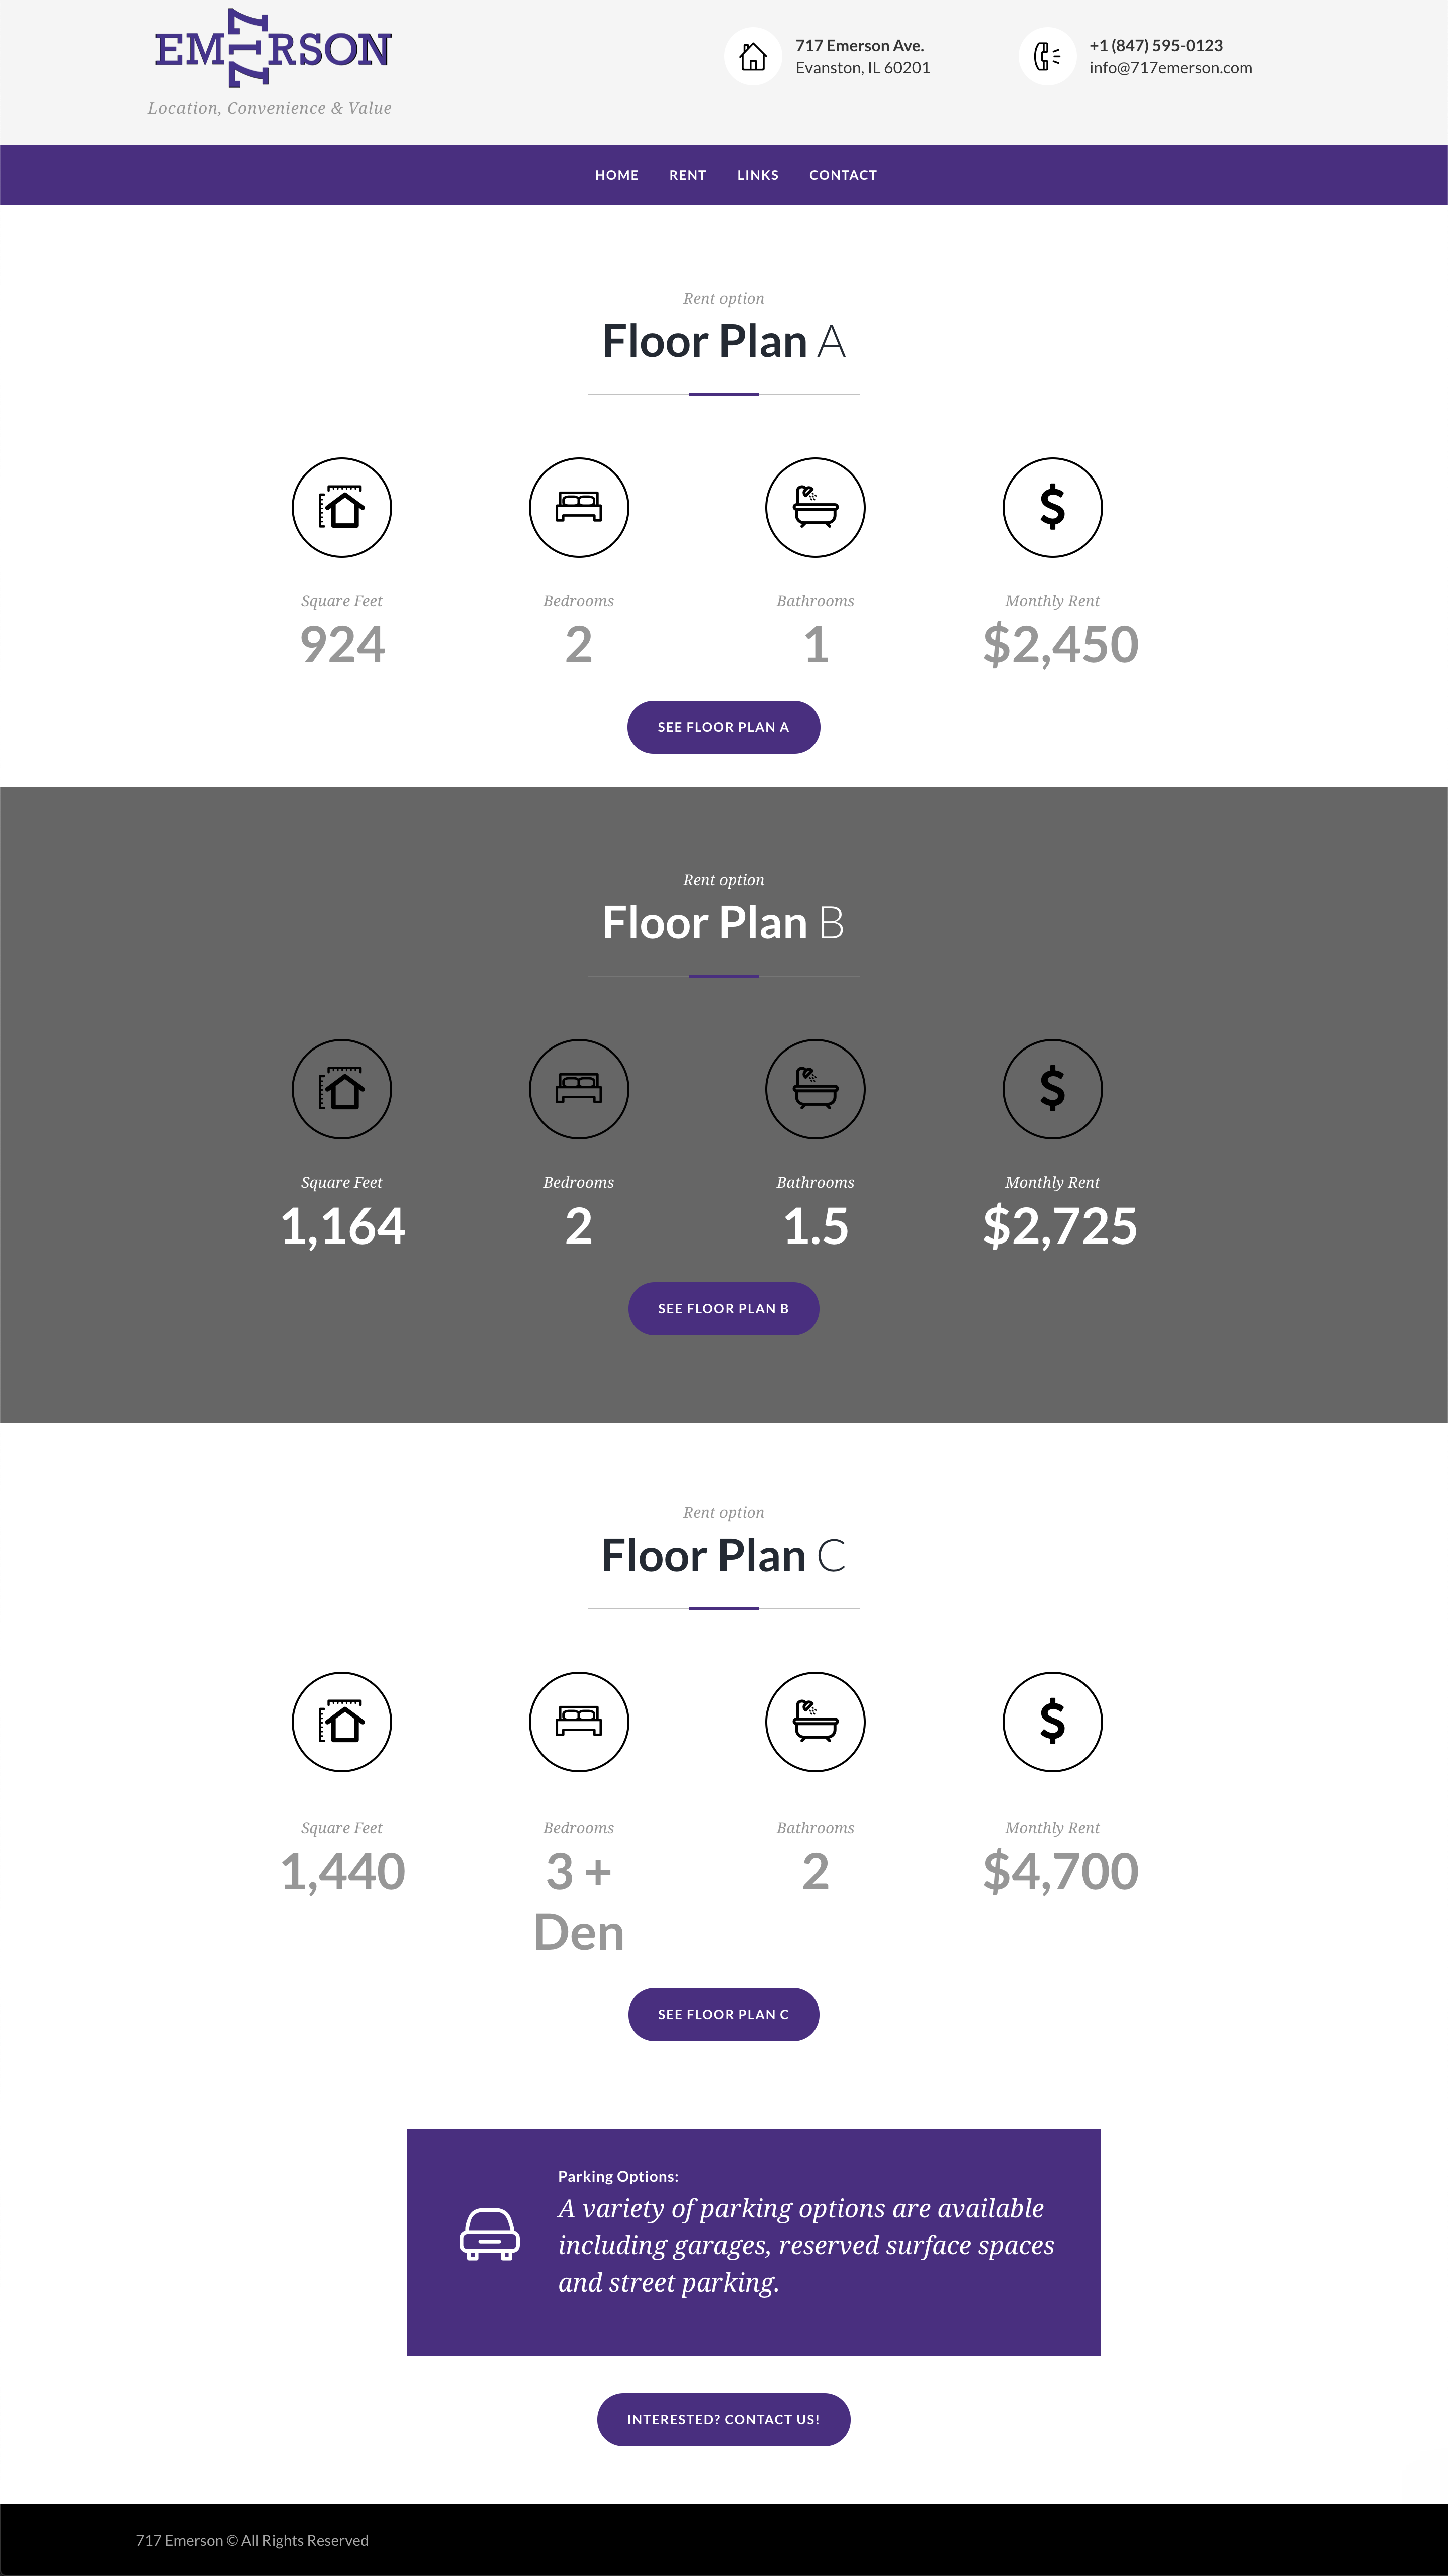 EM717ERSON
Location, Convenience & Value
717 Emerson Ave.
Evanston, IL 60201
+1 (847) 595-0123
info@717emerson.com
HOME RENT LINKS CONTACT
Rent option
Floor Plan A
Square Feet Bedrooms Bathrooms Monthly Rent
924 2 1 $2,450
SEE FLOOR PLAN A
Rent option
Floor Plan B
Square Feet Bedrooms Bathrooms Monthly Rent
1,164 2 1.5 $2,725
SEE FLOOR PLAN B
Rent option
Floor Plan C
Square Feet Bedrooms Bathrooms Monthly Rent
1,440 3 + 2 $4,700
Den
SEE FLOOR PLAN C
Parking Options:
A variety of parking options are available
including garages, reserved surface spaces
and street parking.
INTERESTED? CONTACT US!
717 Emerson © All Rights Reserved